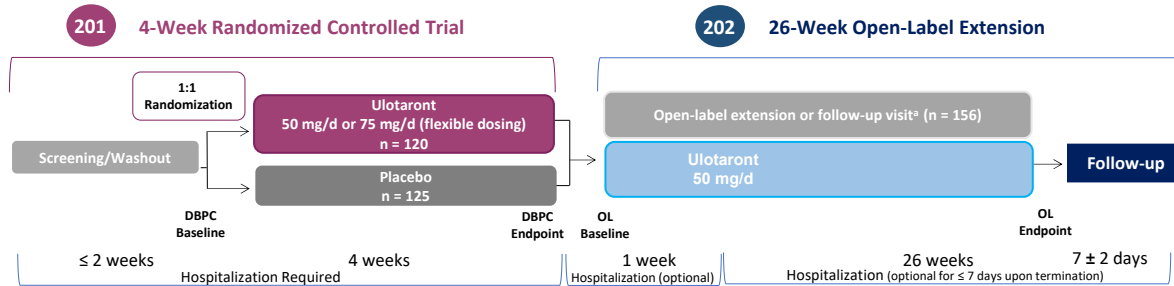 201 4-Week Randomized Controlled Trial
202 26-Week Open-Label Extension
1:1
Randomization
Screening/Washout
Ulotaront
50 mg/d or 75 mg/d (flexible dosing)
n = 120
Placebo
n = 125
Open-label extension or follow-up visitᵃ (n = 156)
Ulotaront
50 mg/d
Follow-up
DBPC
Baseline
DBPC
Endpoint
OL
Baseline
OL
Endpoint
≤ 2 weeks
4 weeks
1 week
26 weeks
7 ± 2 days
Hospitalization Required
Hospitalization (optional)
Hospitalization (optional for ≤ 7 days upon termination)